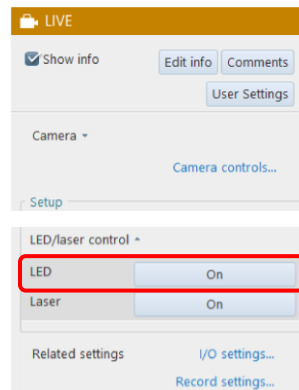 LIVE
Show info
Edit info Comments
User Settings
Camera
Camera controls...
Setup
LED/laser control
LED On
Laser On
Related settings I/O settings...
Record settings...